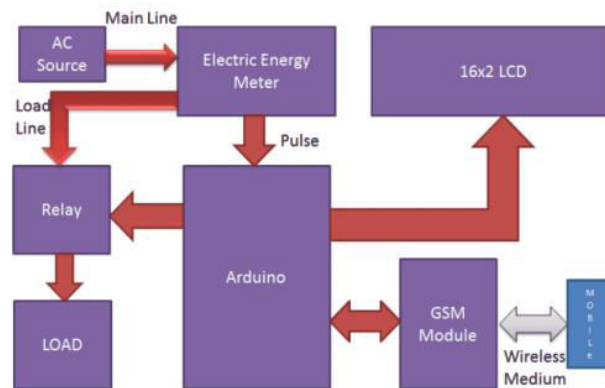 Main Line
AC
Source
Electric Energy
Meter
16x2 LCD
Load
Line
Pulse
Relay
Arduino
GSM
Module
LOAD
Wireless
Medium
MOBILe